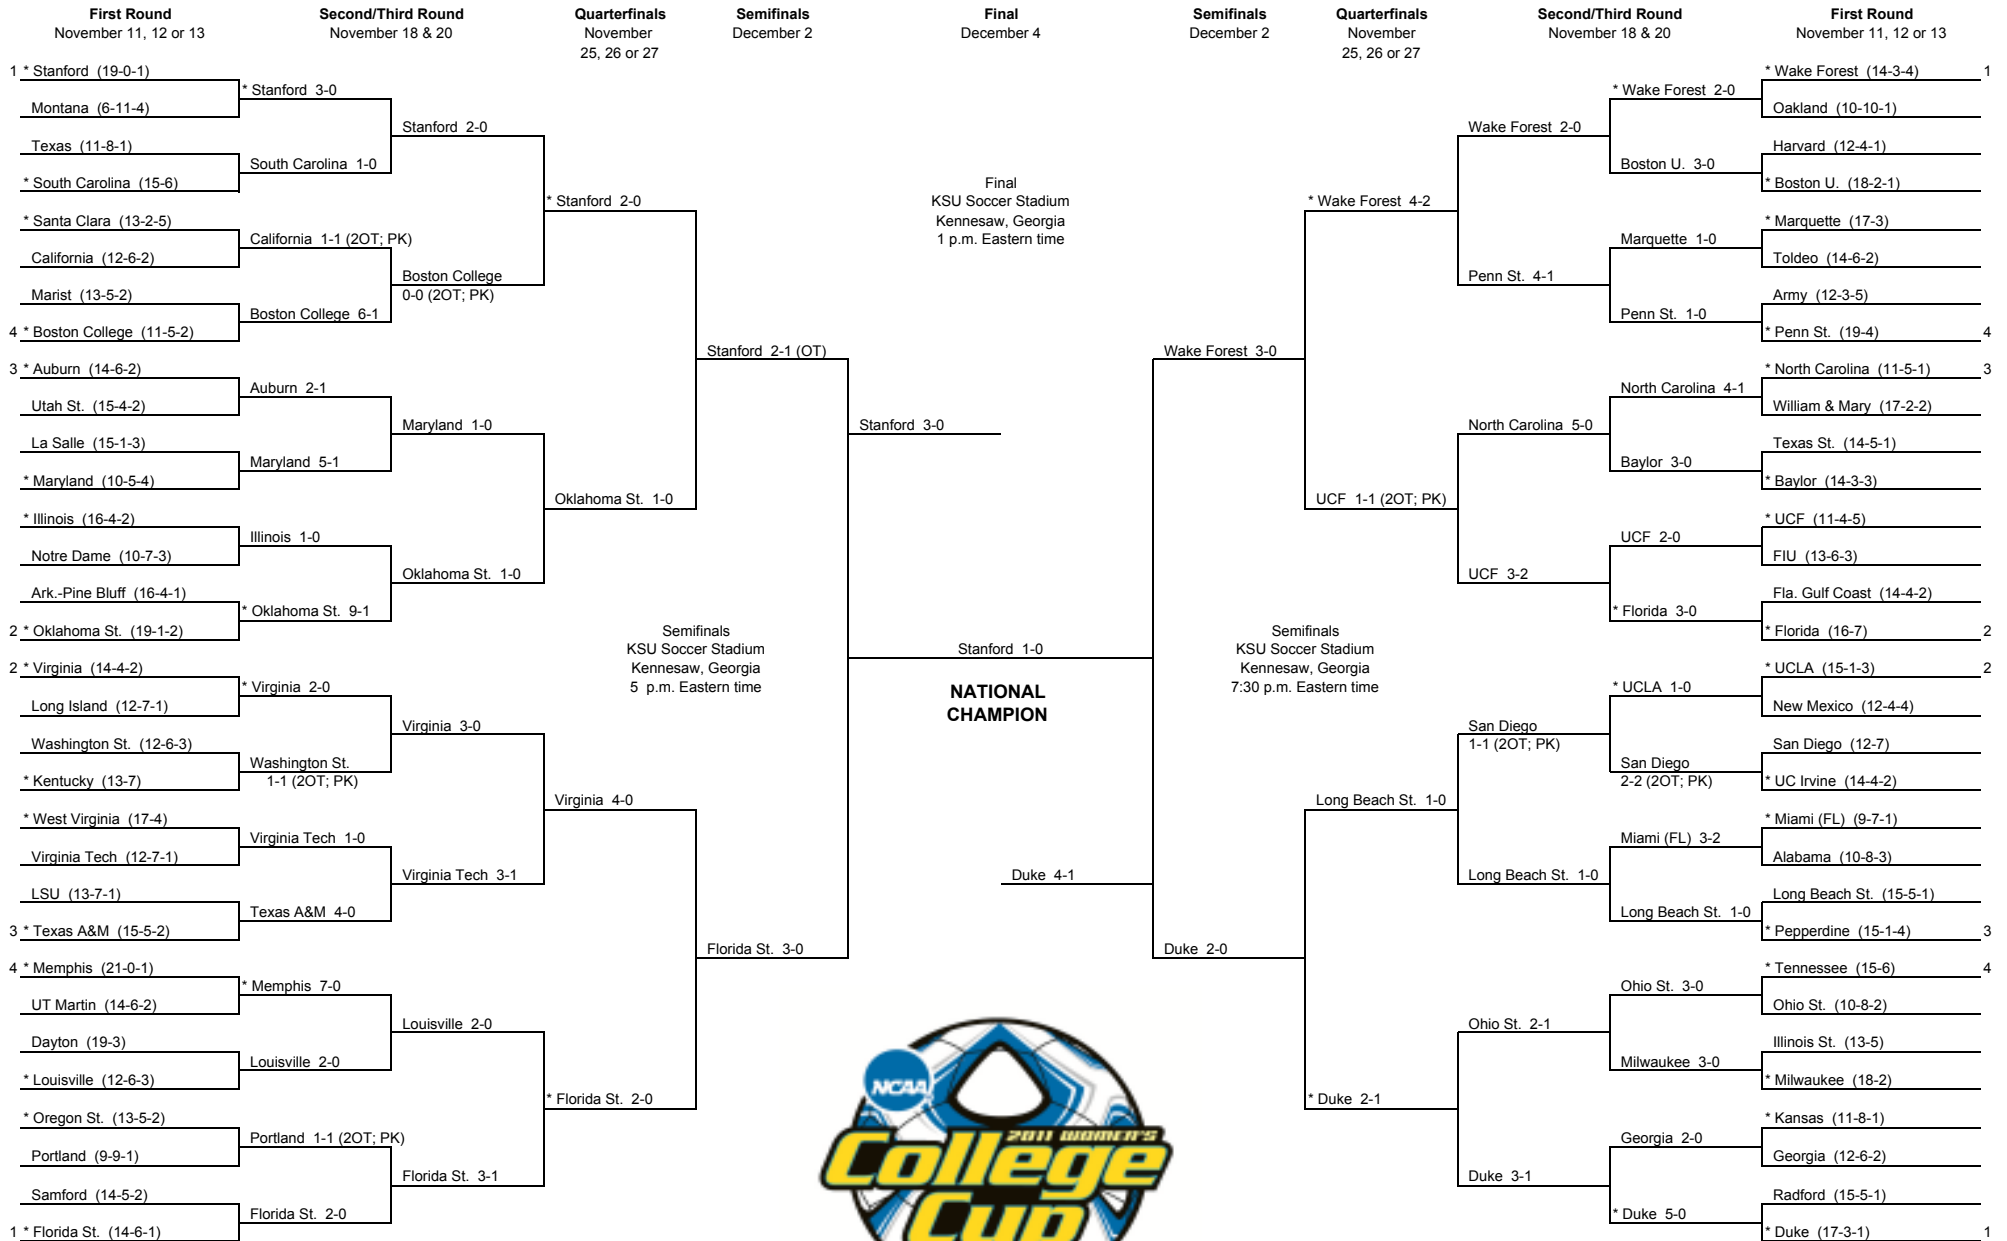 First Round Second/Third Round Quarterfinals Semifinals Final Semifinals Quarterfinals Second/Third Round First Round
November 11, 12 or 13 November 18 & 20 November December 2 December 4 December 2 November November 18 & 20 November 11, 12 or 13
25, 26 or 27 25, 26 or 27
1 * Stanford (19-0-1)
Montana (6-11-4)
Texas (11-8-1)
* South Carolina (15-6)
* Santa Clara (13-2-5)
California (12-6-2)
Marist (13-5-2)
4 * Boston College (11-5-2)
3 * Auburn (14-6-2)
Utah St. (15-4-2)
La Salle (15-1-3)
* Maryland (10-5-4)
* Illinois (16-4-2)
Notre Dame (10-7-3)
Ark.-Pine Bluff (16-4-1)
2 * Oklahoma St. (19-1-2)
2 * Virginia (14-4-2)
Long Island (12-7-1)
Washington St. (12-6-3)
* Kentucky (13-7)
* West Virginia (17-4)
Virginia Tech (12-7-1)
LSU (13-7-1)
3 * Texas A&M (15-5-2)
4 * Memphis (21-0-1)
UT Martin (14-6-2)
Dayton (19-3)
* Louisville (12-6-3)
* Oregon St. (13-5-2)
Portland (9-9-1)
Samford (14-5-2)
1 * Florida St. (14-6-1)
* Stanford 3-0
South Carolina 1-0
California 1-1 (2OT; PK)
Boston College 6-1
Auburn 2-1
Maryland 5-1
Illinois 1-0
* Oklahoma St. 9-1
* Virginia 2-0
Washington St.
1-1 (2OT; PK)
Virginia Tech 1-0
Texas A&M 4-0
* Memphis 7-0
Louisville 2-0
Portland 1-1 (2OT; PK)
Florida St. 2-0
Stanford 2-0
Boston College
0-0 (2OT; PK)
Maryland 1-0
Oklahoma St. 1-0
Virginia 3-0
Virginia Tech 3-1
Louisville 2-0
Florida St. 3-1
* Stanford 2-0
Oklahoma St. 1-0
Virginia 4-0
* Florida St. 2-0
Stanford 2-1 (OT)
Florida St. 3-0
Semifinals
KSU Soccer Stadium
Kennesaw, Georgia
5 p.m. Eastern time
Stanford 3-0
Final
KSU Soccer Stadium
Kennesaw, Georgia
1 p.m. Eastern time
Stanford 1-0
NATIONAL
CHAMPION
Duke 4-1
NCAA
2011 WOMEN'S
College
Cup
Wake Forest 3-0
Duke 2-0
Semifinals
KSU Soccer Stadium
Kennesaw, Georgia
7:30 p.m. Eastern time
* Wake Forest 4-2
UCF 1-1 (2OT; PK)
Long Beach St. 1-0
* Duke 2-1
Wake Forest 2-0
Penn St. 4-1
North Carolina 5-0
UCF 3-2
San Diego
1-1 (2OT; PK)
Long Beach St. 1-0
Ohio St. 2-1
Duke 3-1
* Wake Forest 2-0
Boston U. 3-0
Marquette 1-0
Penn St. 1-0
North Carolina 4-1
Baylor 3-0
UCF 2-0
* Florida 3-0
* UCLA 1-0
San Diego
2-2 (2OT; PK)
Miami (FL) 3-2
Long Beach St. 1-0
Ohio St. 3-0
Milwaukee 3-0
Georgia 2-0
* Duke 5-0
* Wake Forest (14-3-4) 1
Oakland (10-10-1)
Harvard (12-4-1)
* Boston U. (18-2-1)
* Marquette (17-3)
Toldeo (14-6-2)
Army (12-3-5)
* Penn St. (19-4) 4
* North Carolina (11-5-1) 3
William & Mary (17-2-2)
Texas St. (14-5-1)
* Baylor (14-3-3)
* UCF (11-4-5)
FIU (13-6-3)
Fla. Gulf Coast (14-4-2)
* Florida (16-7) 2
* UCLA (15-1-3) 2
New Mexico (12-4-4)
San Diego (12-7)
* UC Irvine (14-4-2)
* Miami (FL) (9-7-1)
Alabama (10-8-3)
Long Beach St. (15-5-1)
* Pepperdine (15-1-4) 3
* Tennessee (15-6) 4
Ohio St. (10-8-2)
Illinois St. (13-5)
* Milwaukee (18-2)
* Kansas (11-8-1)
Georgia (12-6-2)
Radford (15-5-1)
* Duke (17-3-1) 1